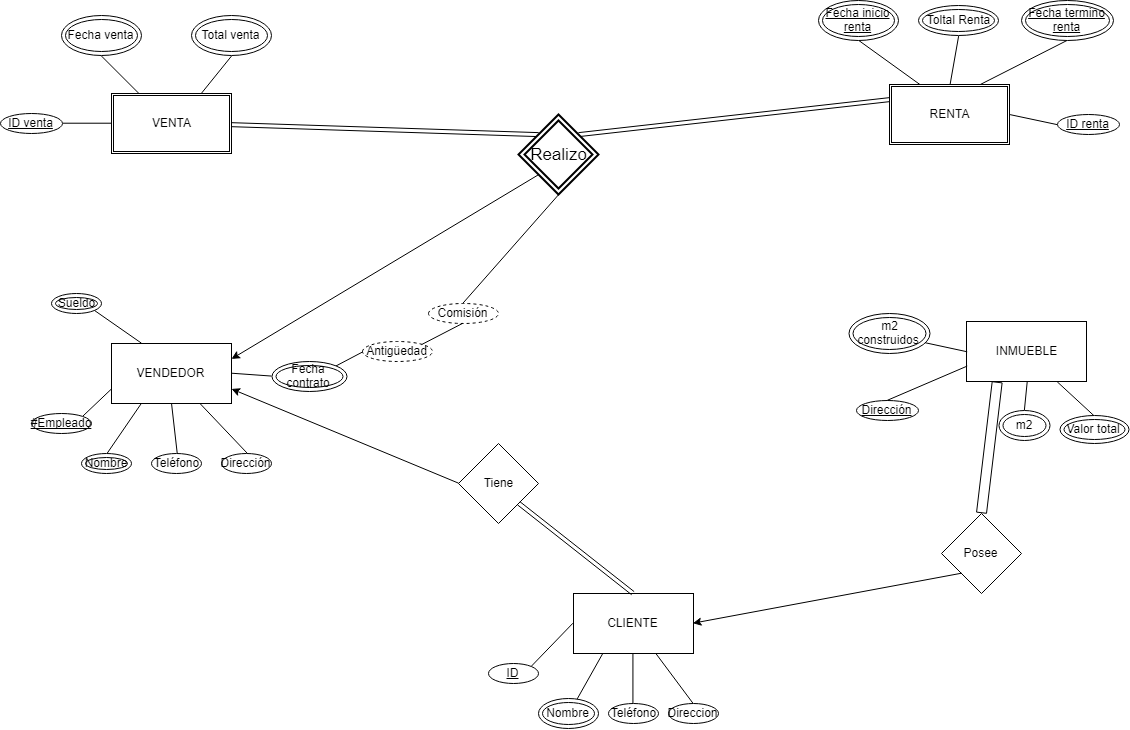 Fecha venta
Total venta
Fecha inicio
renta
Toltal Renta
Fecha termino
renta
ID venta
VENTA
RENTA
ID renta
Realizo
Sueldo
Comisión
Antigüedad
VENDEDOR
Fecha
contrato
m2
construidos
INMUEBLE
#Empleado
Nombre
Teléfono
Dirección
Dirección
m2
Valor total
Tiene
Posee
CLIENTE
ID
Nombre
Teléfono
Direccion